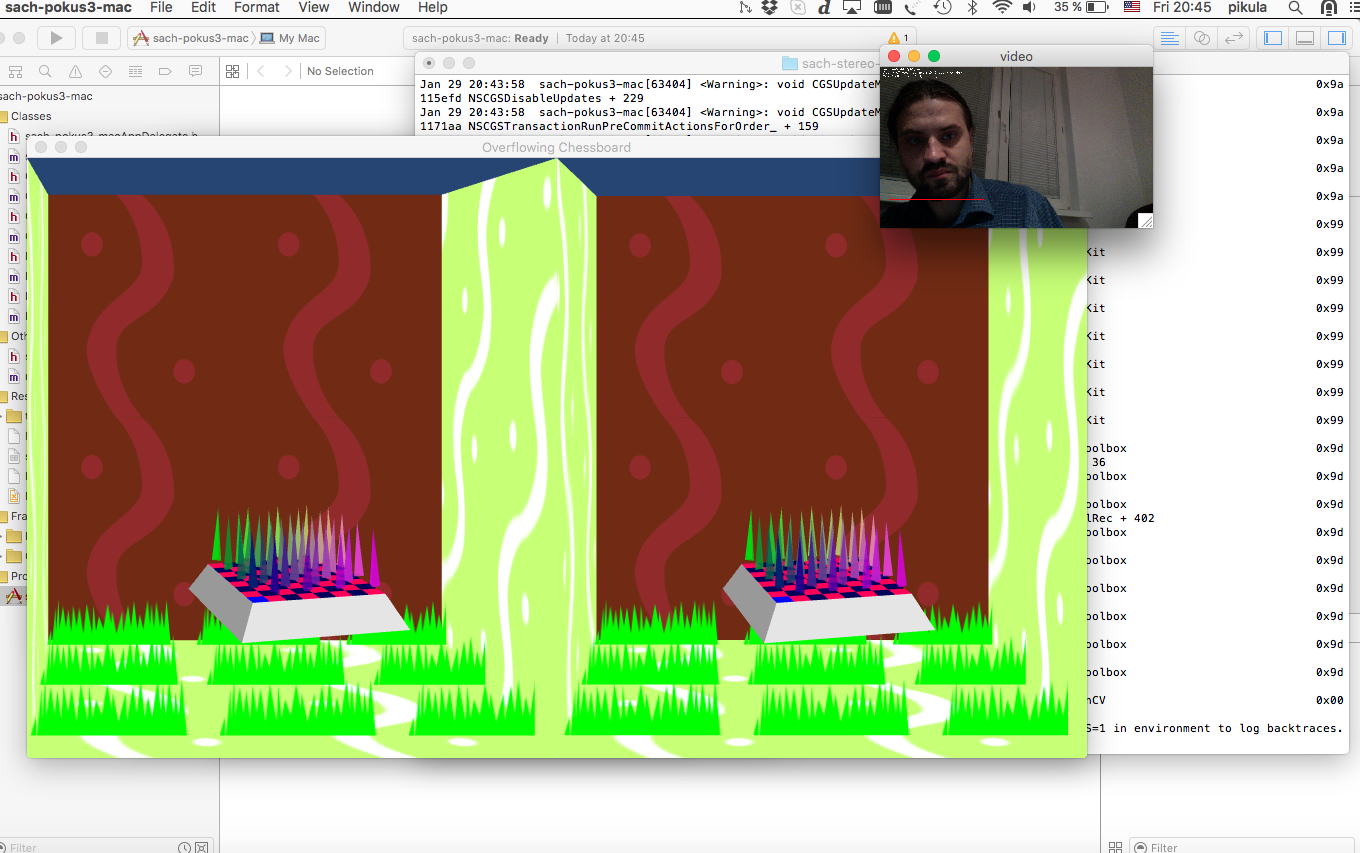 sach-pokus3-mac File Edit Format View Window Help 35 % Fri 20:45 pikula
sach-pokus3-mac My Mac sach-pokus3-mac: Ready Today at 20:45 1
No Selection
sach-pokus3-mac
Classes
Oth
Res
Fra
Pro
sach-stereo-
Jan 29 20:43:58 sach-pokus3-mac[63404] <Warning>: void CGSUpdateM 0x9a
115efd NSCGSDisableUpdates + 229
Jan 29 20:43:58 sach-pokus3-mac[63404] <Warning>: void CGSUpdateM 0x9a
1171aa NSCGSTransactionRunPreCommitActionsForOrder_ + 159
0x9a
0x9a
0x99
Kit 0x99
Kit 0x99
Kit 0x99
Kit 0x99
Kit 0x99
Kit 0x99
Kit 0x99
oolbox 0x9d
36
oolbox 0x9d
oolbox 0x9d
lRec + 402
oolbox 0x9d
oolbox 0x9d
oolbox 0x9d
oolbox 0x9d
oolbox 0x9d
oolbox 0x9d
nCV 0x00
S=1 in environment to log backtraces.
video
Overflowing Chessboard
Filter
Filter